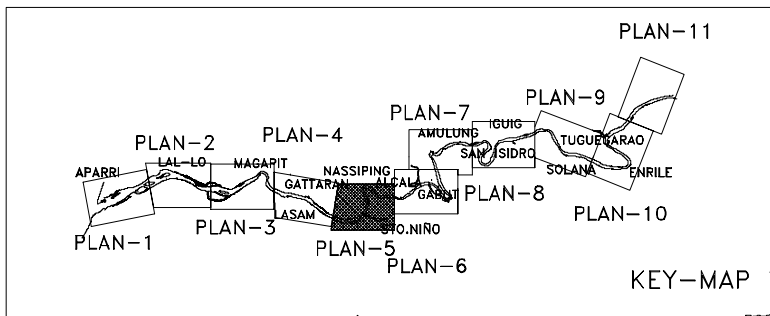 PLAN-11
PLAN-9
PLAN-7
IGUIG
AMULUNG
PLAN-4
PLAN-2
TUGUEGARAO
LAL-LO
MAGAPIT
SAN ISIDRO
NASSIPING
APARRI
SOLANA
ENRILE
GATTARAN
ALCALA
GABUT
PLAN-8
LASAM
PLAN-10
STO.NIÑO
PLAN-3
PLAN-1
PLAN-5
PLAN-6
KEY-MAP